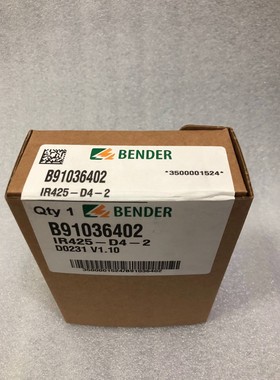 BENDER
B91036402
*3500001524*
IR425-D4-2
Qty 1 BENDER
B91036402
IR425-D4-2
D0231 V1.10